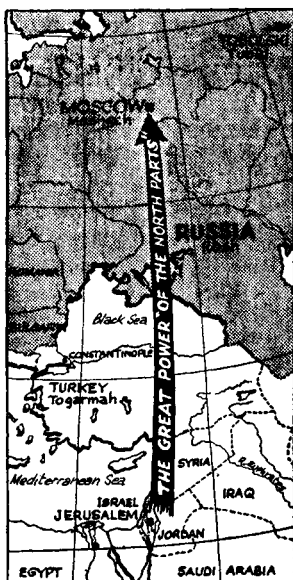 MOSCOW
THE GREAT POWER OF THE NORTH PARTS
RUSSIA
Black Sea
CONSTANTINOPLE
TURKEY
Togarmah
Mediterranean Sea
SYRIA
R. Euphrates
ISRAEL
IRAQ
JERUSALEM
JORDAN
EGYPT
SAUDI ARABIA